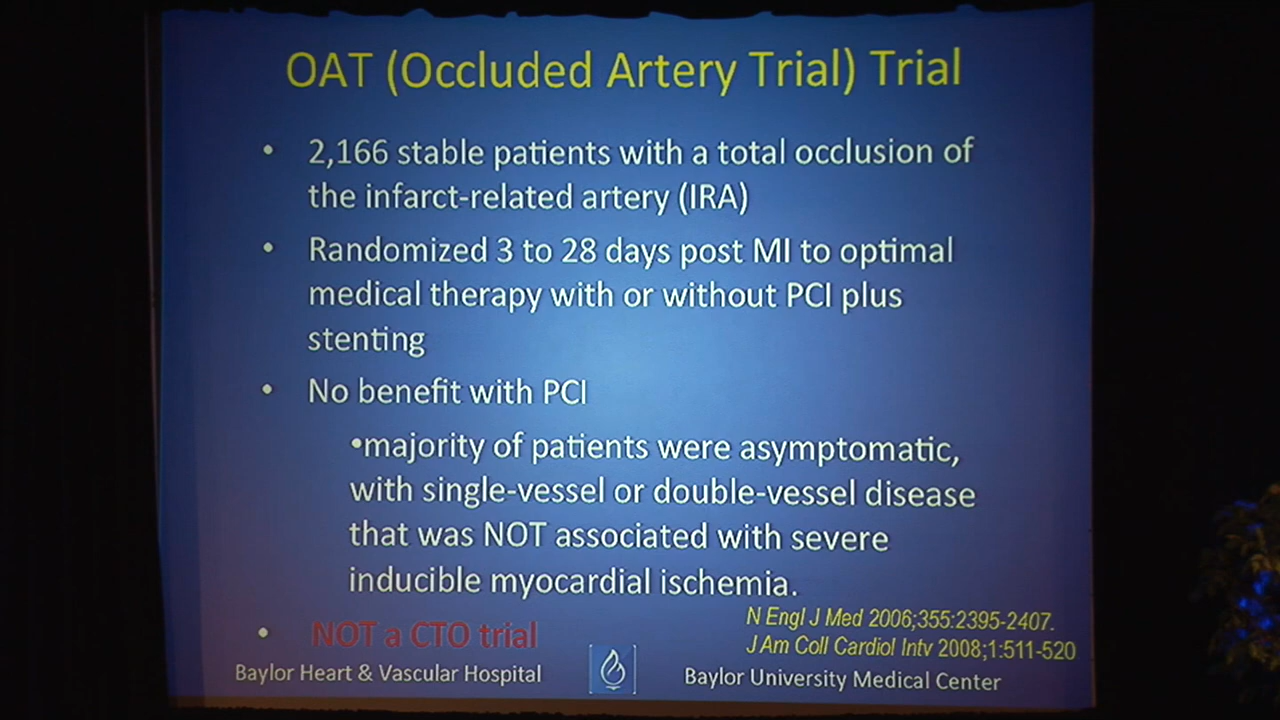 OAT (Occluded Artery Trial) Trial
• 2,166 stable patients with a total occlusion of
the infarct-related artery (IRA)
• Randomized 3 to 28 days post MI to optimal
medical therapy with or without PCI plus
stenting
• No benefit with PCI
•majority of patients were asymptomatic,
with single-vessel or double-vessel disease
that was NOT associated with severe
inducible myocardial ischemia.
• NOT a CTO trial
N Engl J Med 2006;355:2395-2407.
J Am Coll Cardiol Intv 2008;1:511-520
Baylor Heart & Vascular Hospital
Baylor University Medical Center